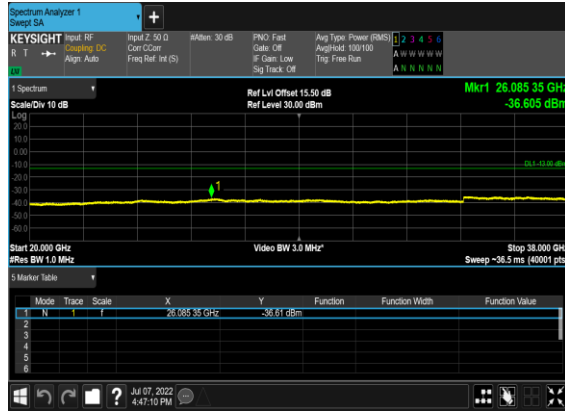 Spectrum Analyzer 1
Swept SA
+
KEYSIGHT Input: RF Input Z: 50 Ω #Atten: 30 dB PNO: Fast Avg Type: Power (RMS) 1 2 3 4 5 6
R T Coupling: DC Corr CCorr Gate: Off Avg|Hold: 100/100 A W W W W W
Align: Auto Freq Ref: Int (S) IF Gain: Low Trig: Free Run
Sig Track: Off A N N N N N
1 Spectrum Ref Lvl Offset 15.50 dB Mkr1 26.085 35 GHz
Scale/Div 10 dB Ref Level 30.00 dBm -36.605 dBm
Log
20.0
10.0
0.00
-10.0 DL1 -13.00 dBm
-20.0
1
-30.0
-40.0
-50.0
-60.0
Start 20.000 GHz Video BW 3.0 MHz* Stop 38.000 GHz
#Res BW 1.0 MHz Sweep ~36.5 ms (40001 pts)
5 Marker Table
Mode Trace Scale X Y Function Function Width Function Value
1 N 1 f 26.085 35 GHz -36.61 dBm
2
3
4
5
6
? Jul 07, 2022
4:47:10 PM